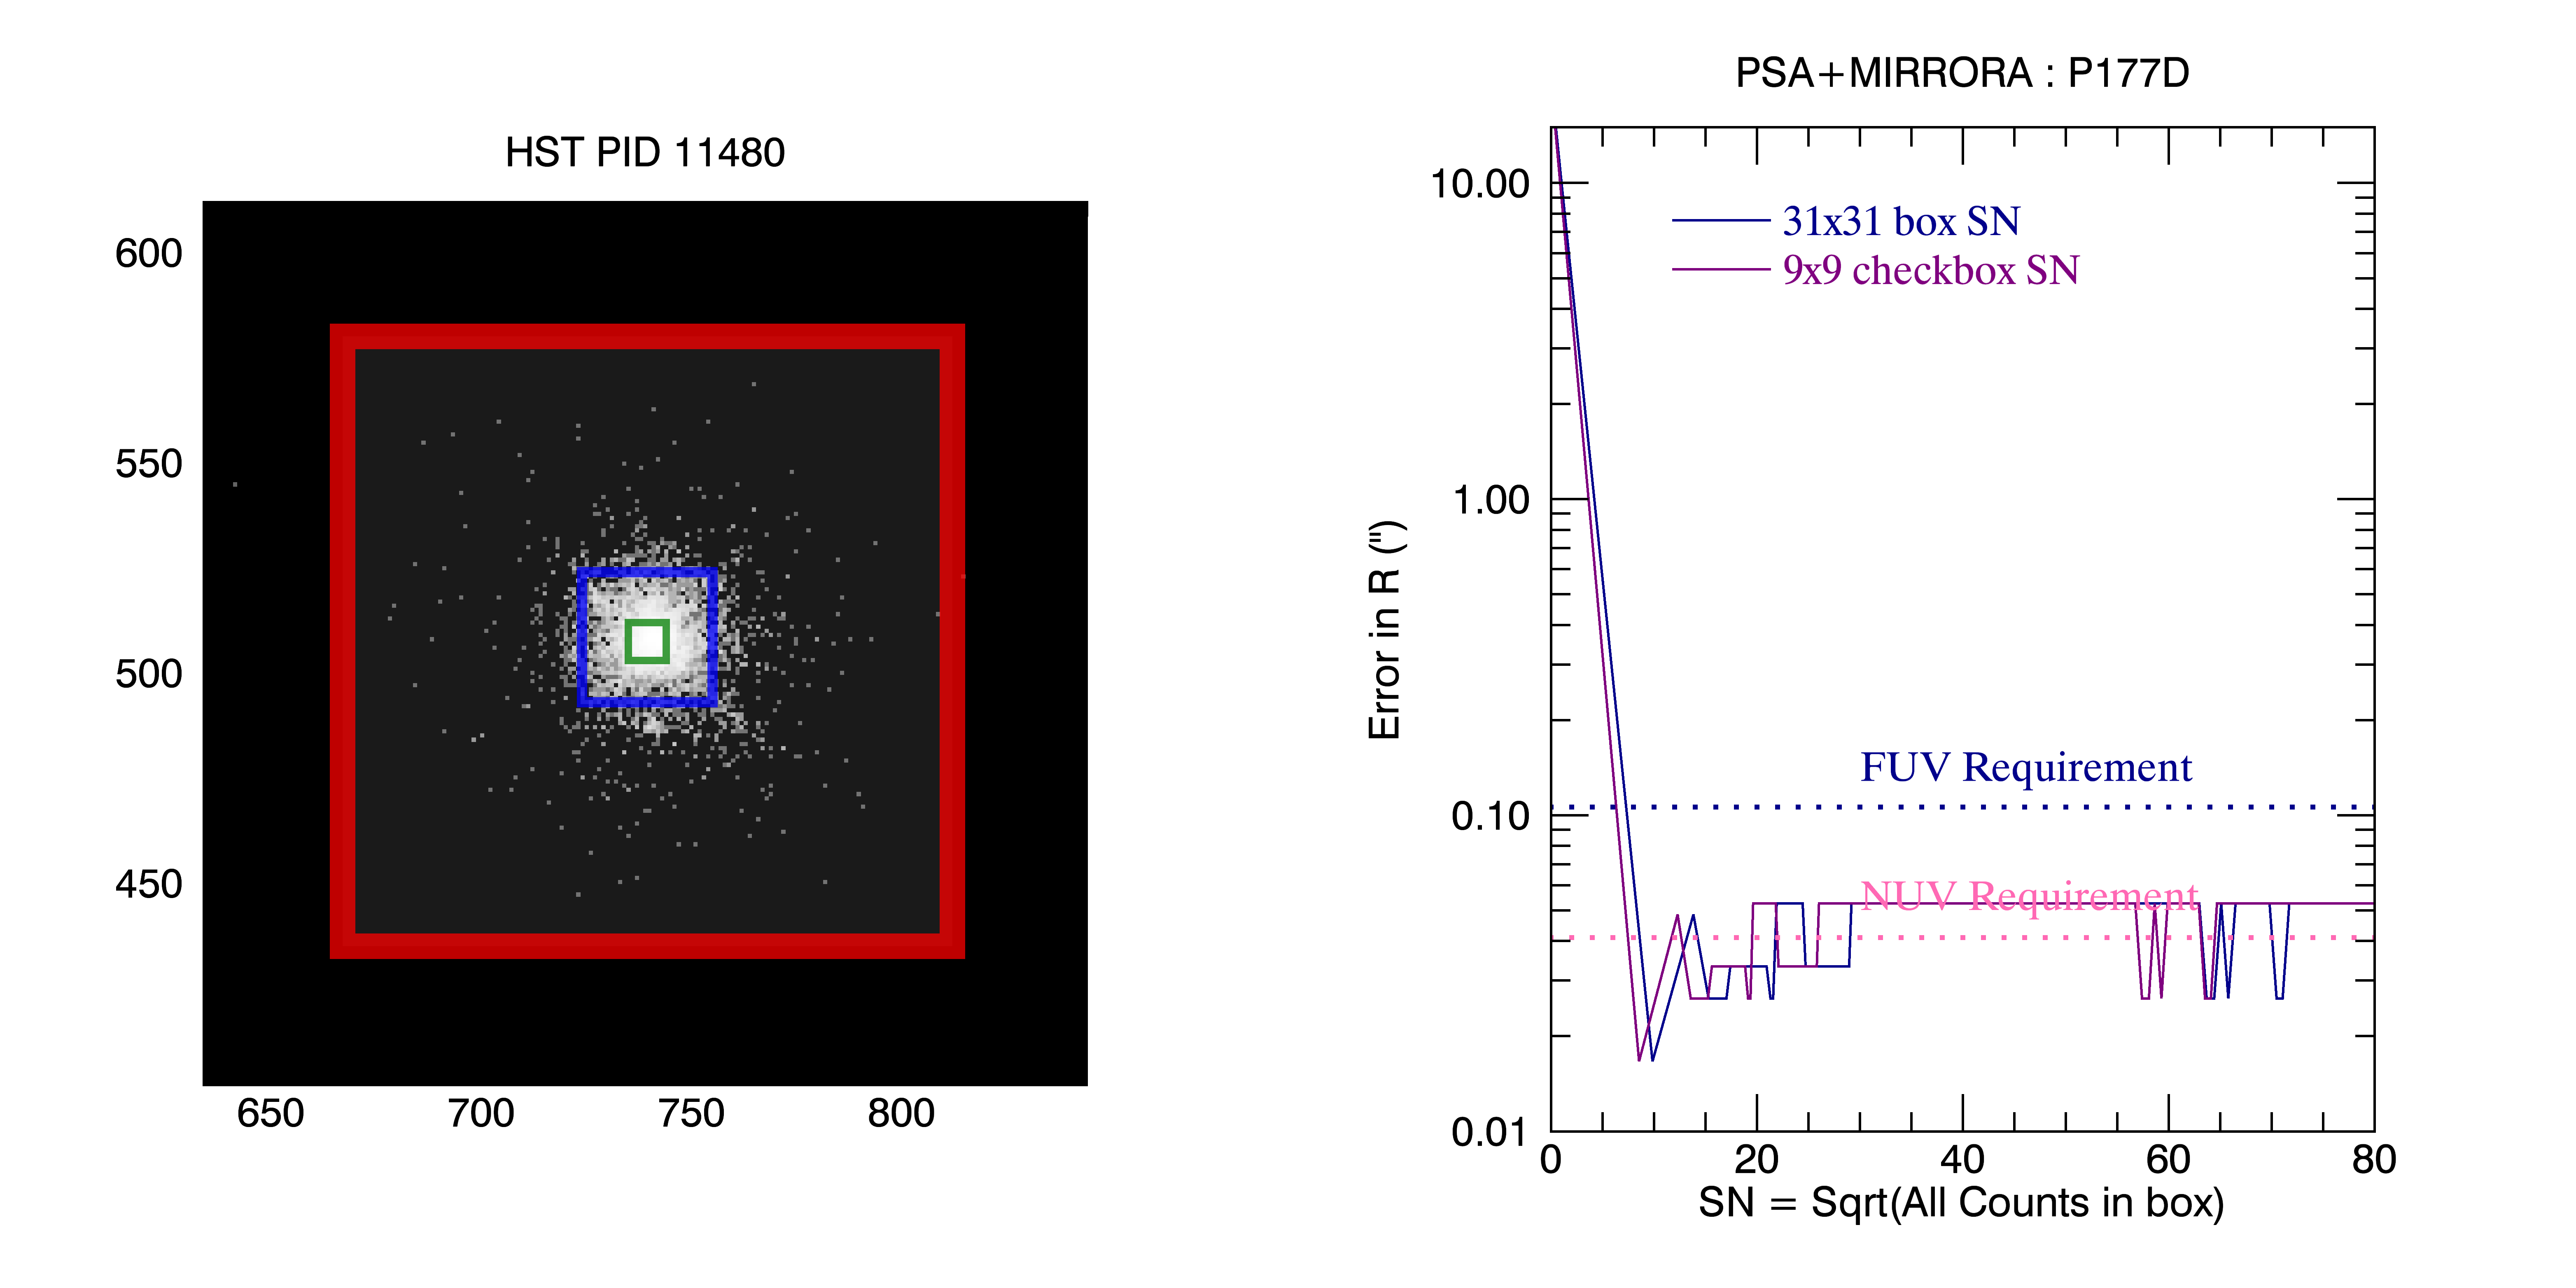 HST PID 11480
600
550
500
450
650 700 750 800
PSA+MIRRORA : P177D
10.00
1.00
0.10
0.01
Error in R (")
31x31 box SN
9x9 checkbox SN
FUV Requirement
NUV Requirement
0 20 40 60 80
SN = Sqrt(All Counts in box)